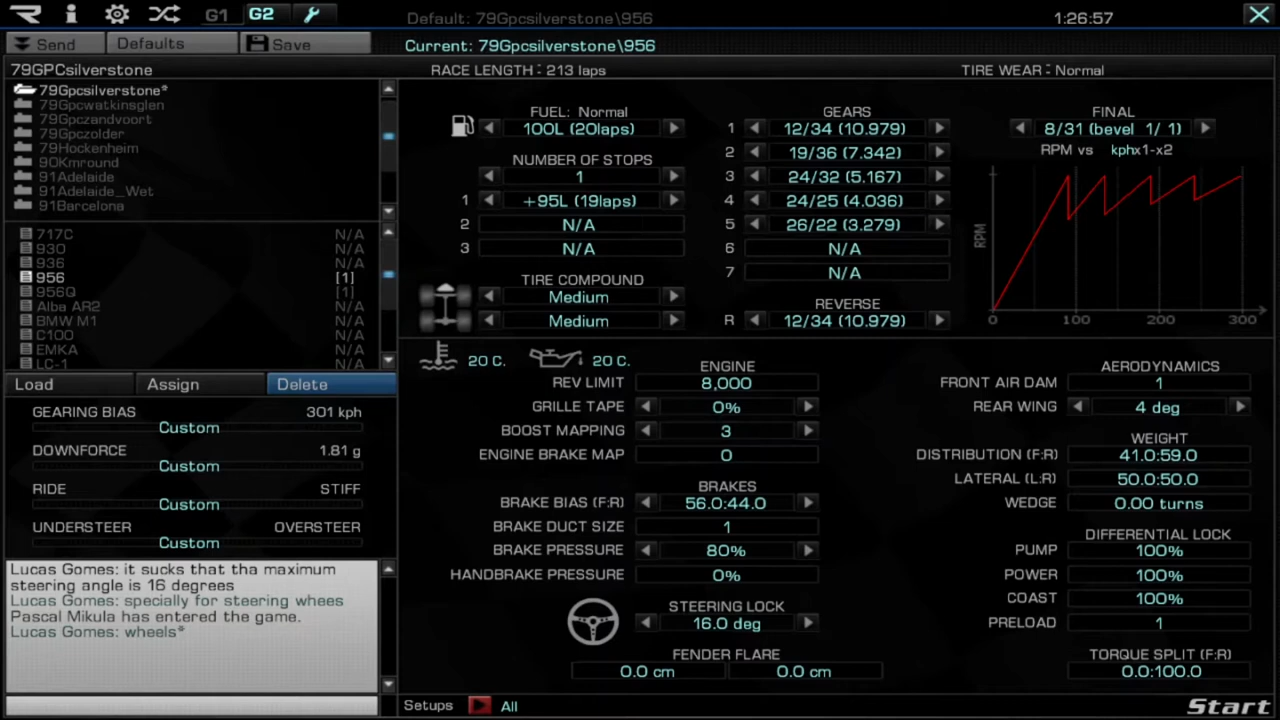 G1 G2 Default: 79Gpcsilverstone\956 1:26:57
Send Defaults Save Current: 79Gpcsilverstone\956
79GPCsilverstone RACE LENGTH - 213 laps TIRE WEAR - Normal
79Gpcsilverstone*
79Gpcwatkinsglen
79Gpczandvoort
79Gpczolder
79Hockenheim
90Kmround
91Adelaide
91Adelaide_Wet
91Barcelona
717C N/A
930 N/A
936 N/A
956 [1]
956Q [1]
Alba AR2 N/A
BMW M1 N/A
C100 N/A
EMKA N/A
LC-1 N/A
Load Assign Delete
GEARING BIAS 301 kph
Custom
DOWNFORCE 1.81 g
Custom
RIDE STIFF
Custom
UNDERSTEER OVERSTEER
Custom
Lucas Gomes: it sucks that tha maximum
steering angle is 16 degrees
Lucas Gomes: specially for steering whees
Pascal Mikula has entered the game.
Lucas Gomes: wheels*
FUEL: Normal
100L (20laps)
NUMBER OF STOPS
1
1 +95L (19laps)
2 N/A
3 N/A
TIRE COMPOUND
Medium
Medium
GEARS
1 12/34 (10.979)
2 19/36 (7.342)
3 24/32 (5.167)
4 24/25 (4.036)
5 26/22 (3.279)
6 N/A
7 N/A
REVERSE
R 12/34 (10.979)
FINAL
8/31 (bevel 1/ 1)
RPM vs kphx1-x2
RPM
0 100 200 300
20 C. 20 C.
ENGINE
REV LIMIT 8,000
GRILLE TAPE 0%
BOOST MAPPING 3
ENGINE BRAKE MAP 0
BRAKES
BRAKE BIAS (F:R) 56.0:44.0
BRAKE DUCT SIZE 1
BRAKE PRESSURE 80%
HANDBRAKE PRESSURE 0%
STEERING LOCK
16.0 deg
FENDER FLARE
0.0 cm 0.0 cm
AERODYNAMICS
FRONT AIR DAM 1
REAR WING 4 deg
WEIGHT
DISTRIBUTION (F:R) 41.0:59.0
LATERAL (L:R) 50.0:50.0
WEDGE 0.00 turns
DIFFERENTIAL LOCK
PUMP 100%
POWER 100%
COAST 100%
PRELOAD 1
TORQUE SPLIT (F:R)
0.0:100.0
Setups All Start